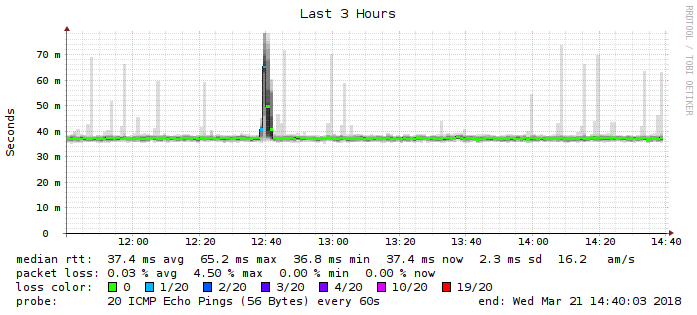 Last 3 Hours
RRDTOOL / TOBI OETIKER
Seconds
70 m
60 m
50 m
40 m
30 m
20 m
10 m
0
12:00 12:20 12:40 13:00 13:20 13:40 14:00 14:20 14:40
median rtt: 37.4 ms avg 65.2 ms max 36.8 ms min 37.4 ms now 2.3 ms sd 16.2 am/s
packet loss: 0.03 % avg 4.50 % max 0.00 % min 0.00 % now
loss color: 0 1/20 2/20 3/20 4/20 10/20 19/20
probe: 20 ICMP Echo Pings (56 Bytes) every 60s end: Wed Mar 21 14:40:03 2018